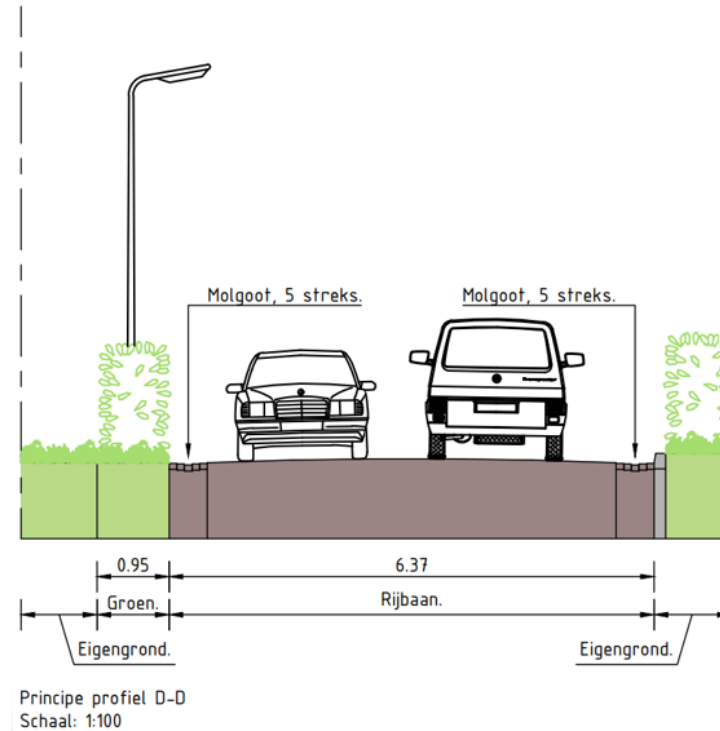 Molgoot, 5 streks.
Molgoot, 5 streks.
Transporter
0.95
6.37
Groen.
Rijbaan.
Eigengrond.
Eigengrond.
Principe profiel D-D
Schaal: 1:100